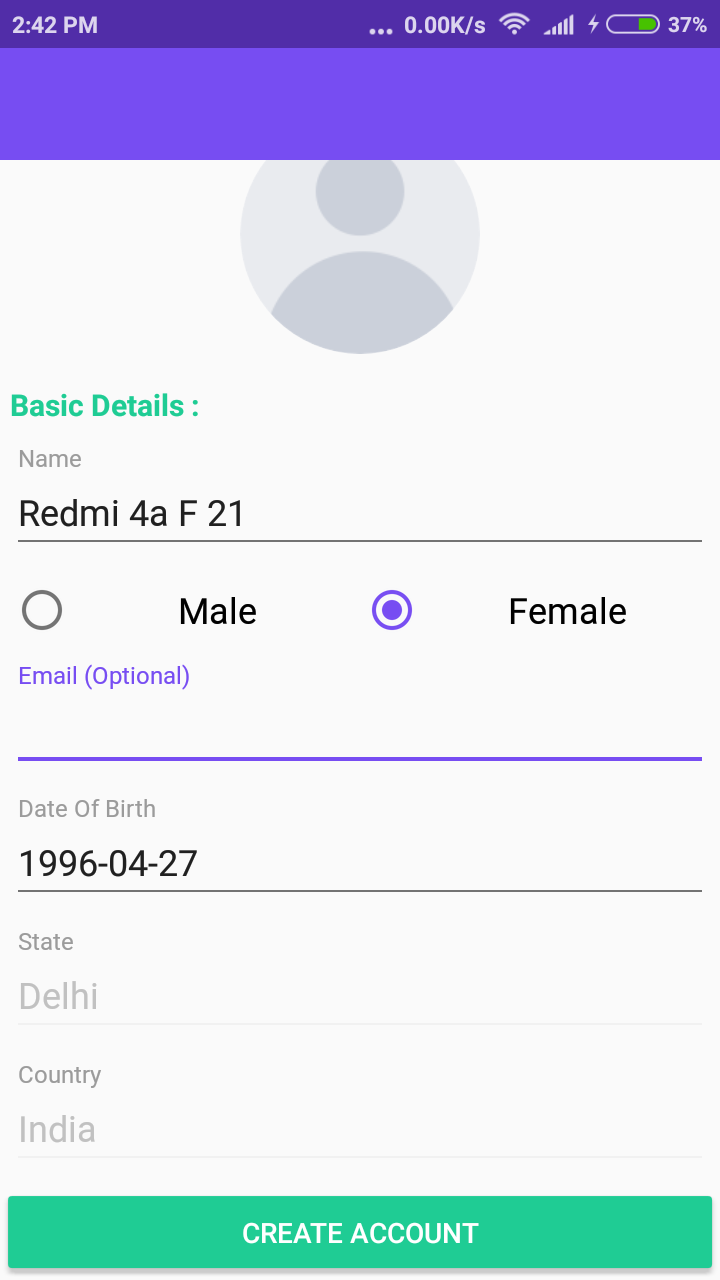 2:42 PM ... 0.00K/s 37%
Basic Details :
Name
Redmi 4a F 21
Male Female
Email (Optional)
Date Of Birth
1996-04-27
State
Delhi
Country
India
CREATE ACCOUNT